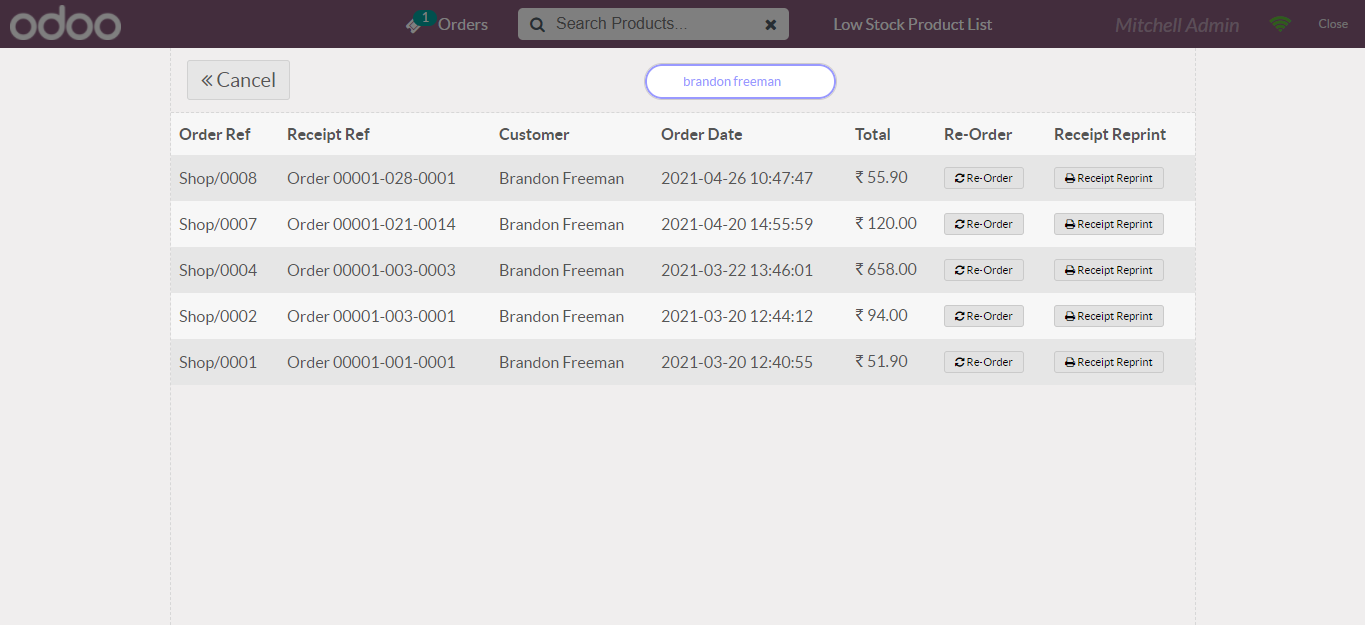 odoo 1 Orders Search Products... Low Stock Product List Mitchell Admin Close
Cancel brandon freeman
Order Ref Receipt Ref Customer Order Date Total Re-Order Receipt Reprint
Shop/0008 Order 00001-028-0001 Brandon Freeman 2021-04-26 10:47:47 ₹ 55.90 Re-Order Receipt Reprint
Shop/0007 Order 00001-021-0014 Brandon Freeman 2021-04-20 14:55:59 ₹ 120.00 Re-Order Receipt Reprint
Shop/0004 Order 00001-003-0003 Brandon Freeman 2021-03-22 13:46:01 ₹ 658.00 Re-Order Receipt Reprint
Shop/0002 Order 00001-003-0001 Brandon Freeman 2021-03-20 12:44:12 ₹ 94.00 Re-Order Receipt Reprint
Shop/0001 Order 00001-001-0001 Brandon Freeman 2021-03-20 12:40:55 ₹ 51.90 Re-Order Receipt Reprint